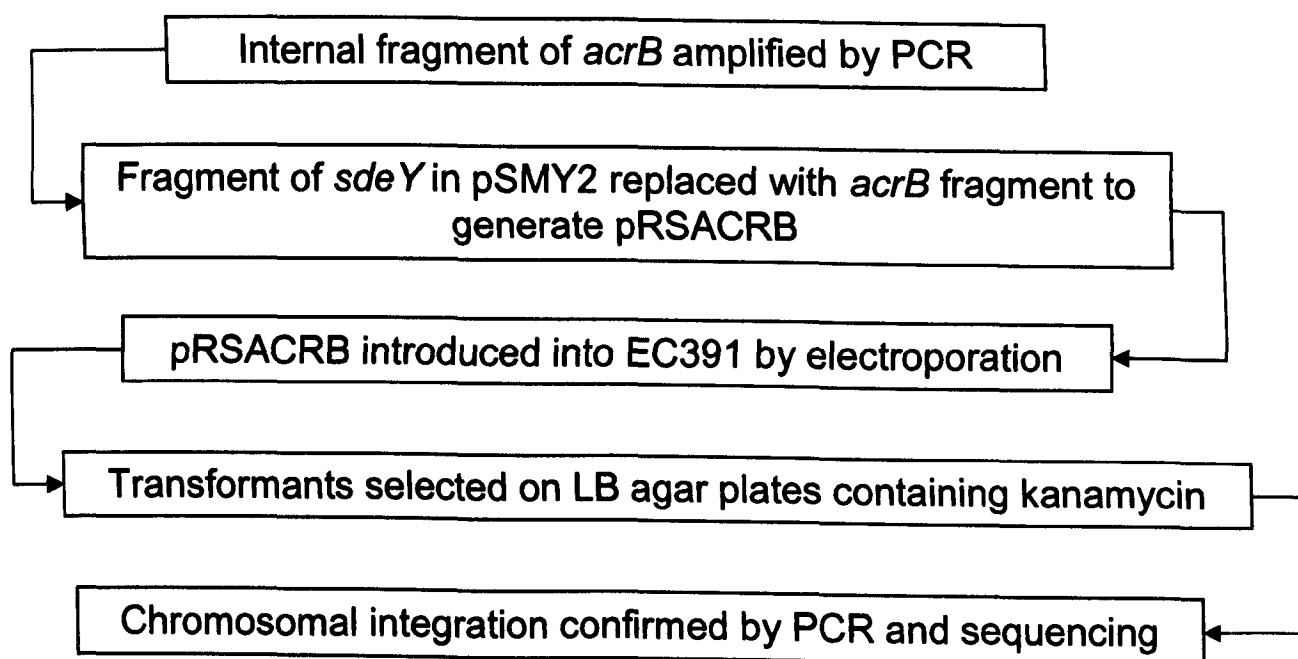 Internal fragment of acrB amplified by PCR
Fragment of sdeY in pSMY2 replaced with acrB fragment to
generate pRSACRB
pRSACRB introduced into EC391 by electroporation
Transformants selected on LB agar plates containing kanamycin
Chromosomal integration confirmed by PCR and sequencing